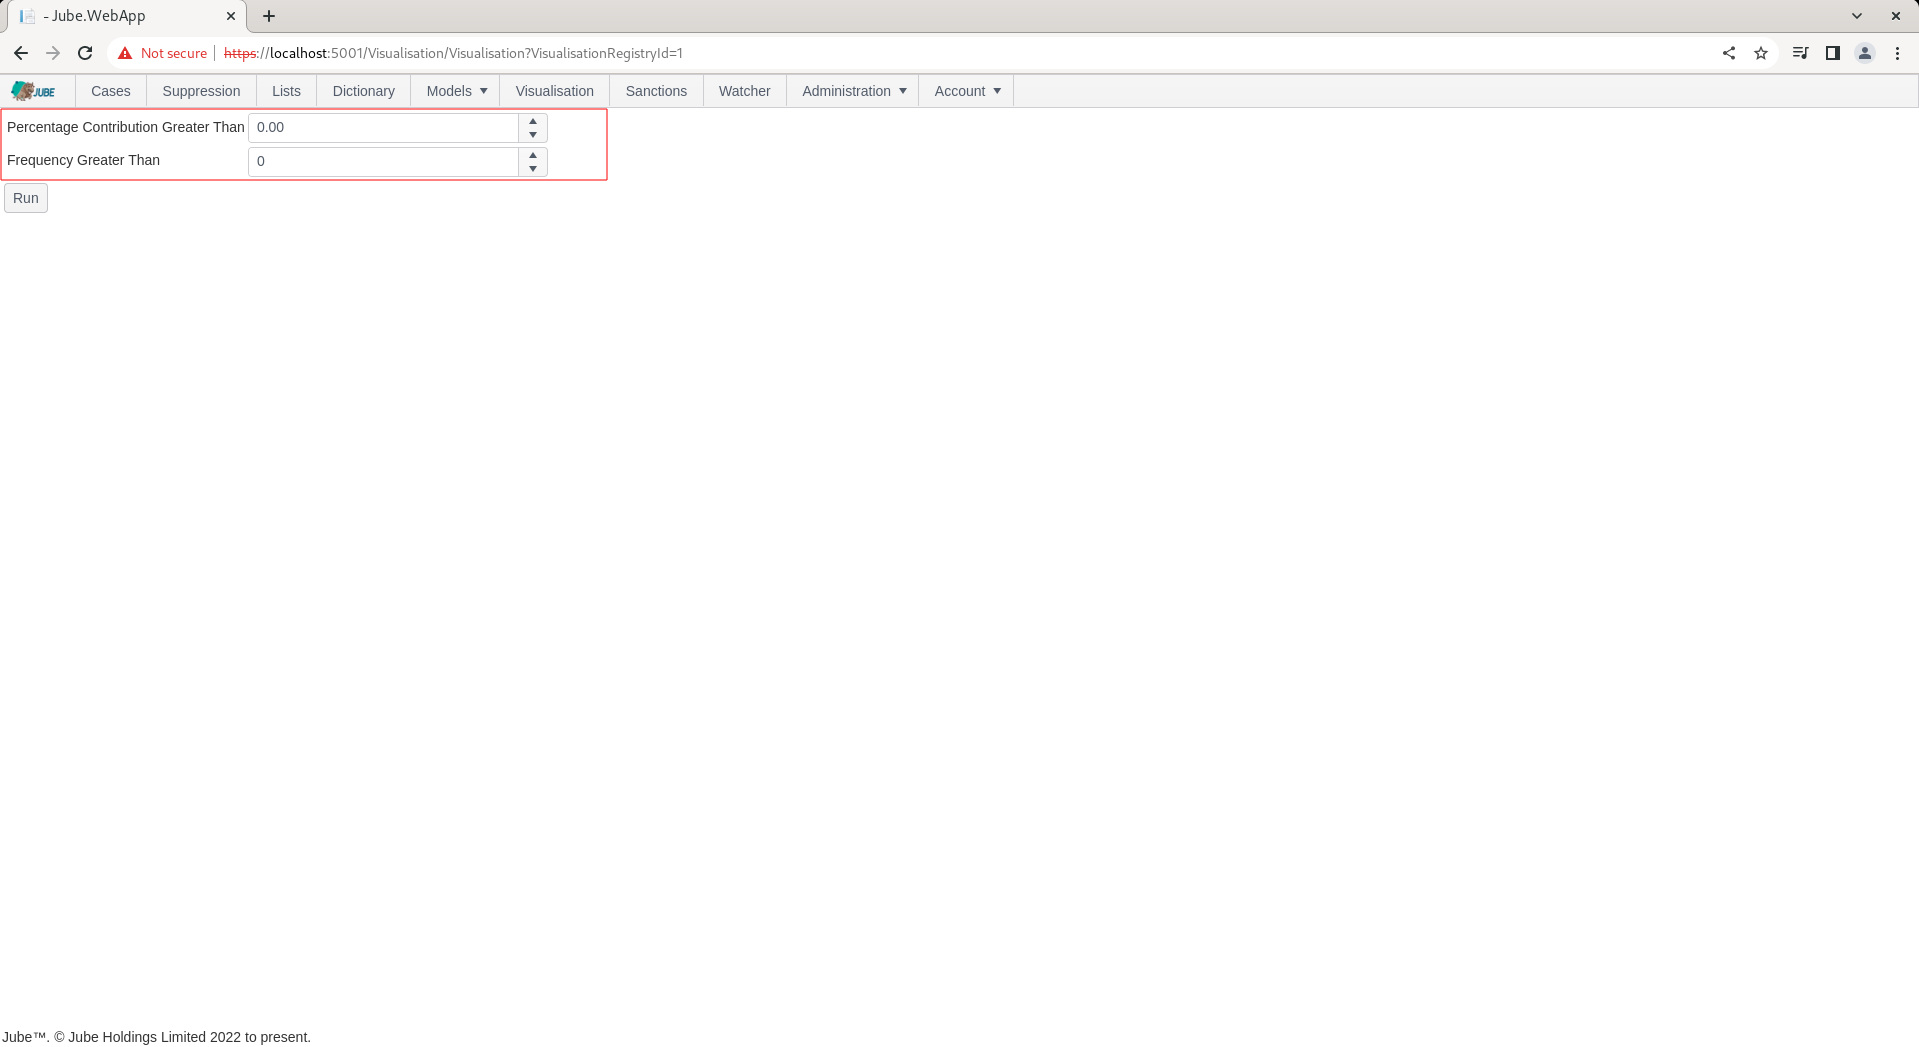 - Jube.WebApp
Not secure https://localhost:5001/Visualisation/Visualisation?VisualisationRegistryId=1
JUBE Cases Suppression Lists Dictionary Models Visualisation Sanctions Watcher Administration Account
Percentage Contribution Greater Than 0.00
Frequency Greater Than 0
Run
Jube™. © Jube Holdings Limited 2022 to present.